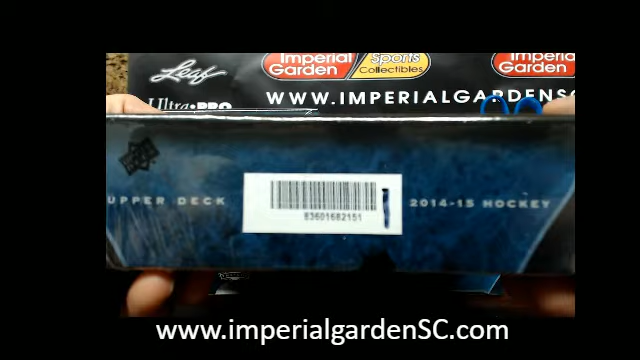 Leaf
Imperial Garden Sports Collectibles
Imperial Garden
Ultra PRO
WWW.IMPERIALGARDENSC
UPPER DECK
83601682151
2014-15 HOCKEY
www.imperialgardenSC.com